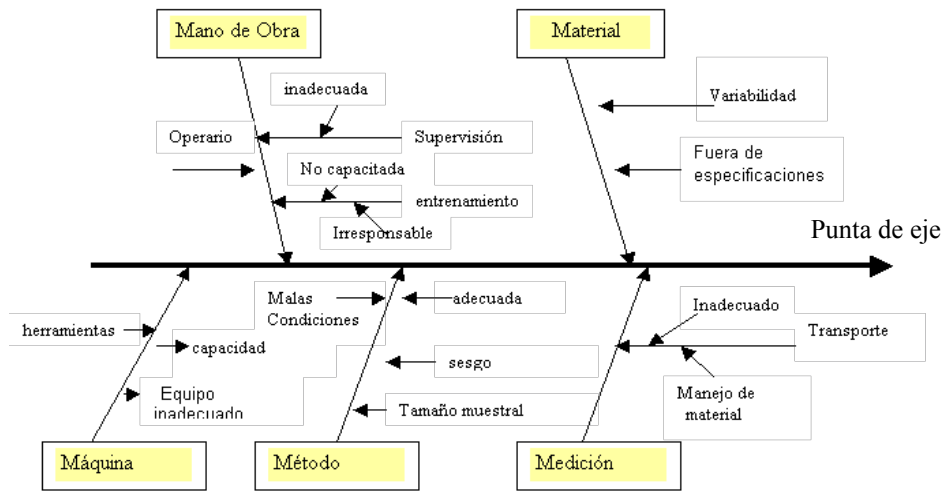 Mano de Obra
Material
inadecuada
Variabilidad
Operario
Supervisión
No capacitada
Fuera de
especificaciones
entrenamiento
Irresponsable
Punta de eje
Malas
Condiciones
adecuada
Inadecuado
herramientas
Transporte
capacidad
sesgo
Equipo
inadecuado
Manejo de
material
Tamaño muestral
Máquina
Método
Medición